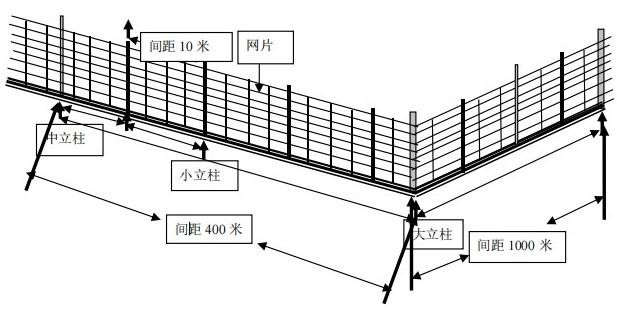 间距 10 米
网片
中立柱
小立柱
间距 400 米
大立柱
间距 1000 米